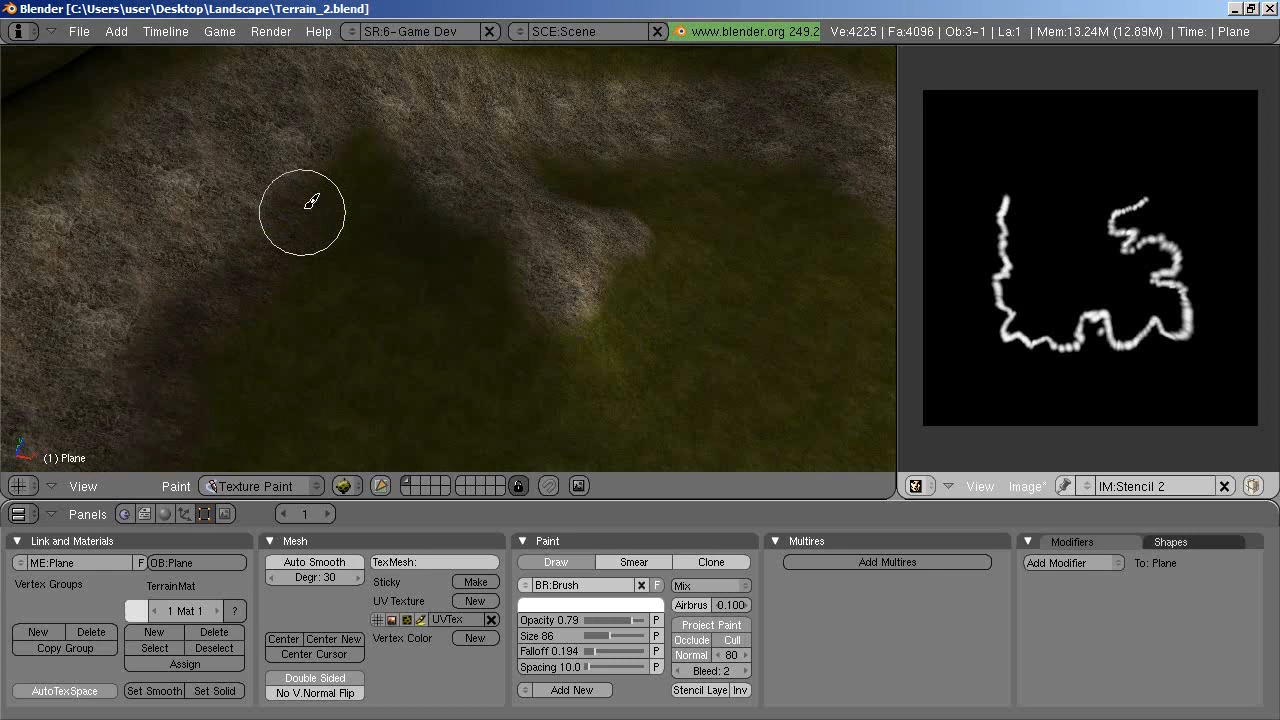 Blender [C:\Users\user\Desktop\Landscape\Terrain_2.blend]
File Add Timeline Game Render Help SR:6-Game Dev SCE:Scene www.blender.org 249.2 Ve:4225 | Fa:4096 | Ob:3-1 | La:1 | Mem:13.24M (12.89M) | Time: | Plane
(1) Plane
View Paint Texture Paint
View Image* IM:Stencil 2
Panels 1
Link and Materials
ME:Plane F OB:Plane
Vertex Groups
TerrainMat
1 Mat 1 ?
New Delete New Delete
Copy Group Select Deselect
Assign
AutoTexSpace Set Smooth Set Solid
Mesh
Auto Smooth TexMesh:
Degr: 30 Sticky Make
UV Texture New
UVTex
Center Center New Vertex Color New
Center Cursor
Double Sided
No V.Normal Flip
Paint
Draw Smear Clone
BR:Brush F Mix
Airbrus 0.100
Opacity 0.79 P Project Paint
Size 86 P Occlude Cull
Falloff 0.194 P Normal 80
Spacing 10.0 P Bleed: 2
Add New Stencil Laye Inv
Multires
Add Multires
Modifiers Shapes
Add Modifier To: Plane